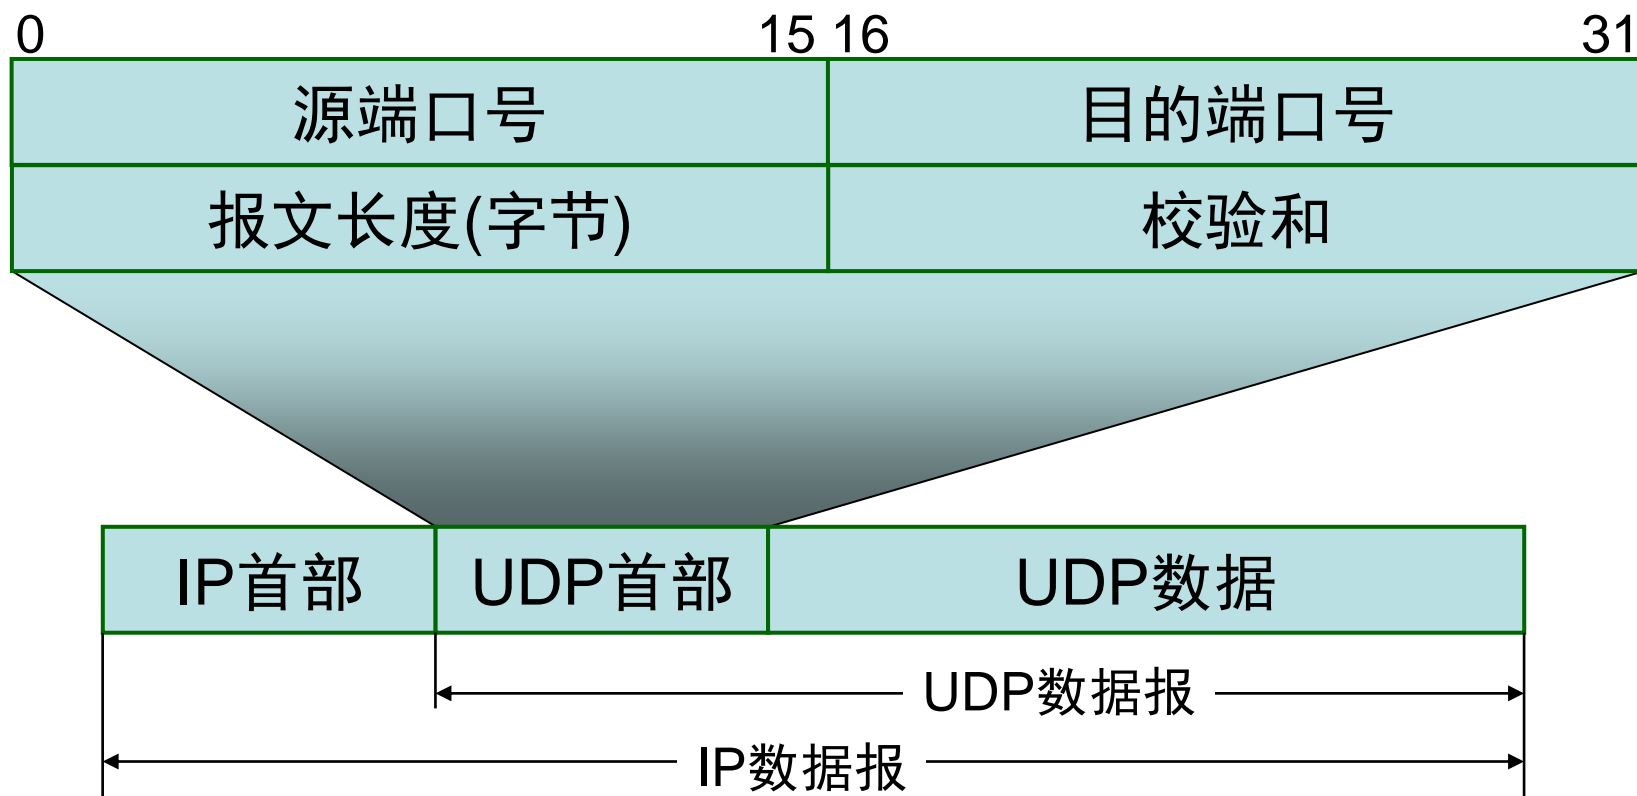 0 15 16 31
源端口号 目的端口号
报文长度(字节) 校验和
IP首部 UDP首部 UDP数据
UDP数据报
IP数据报